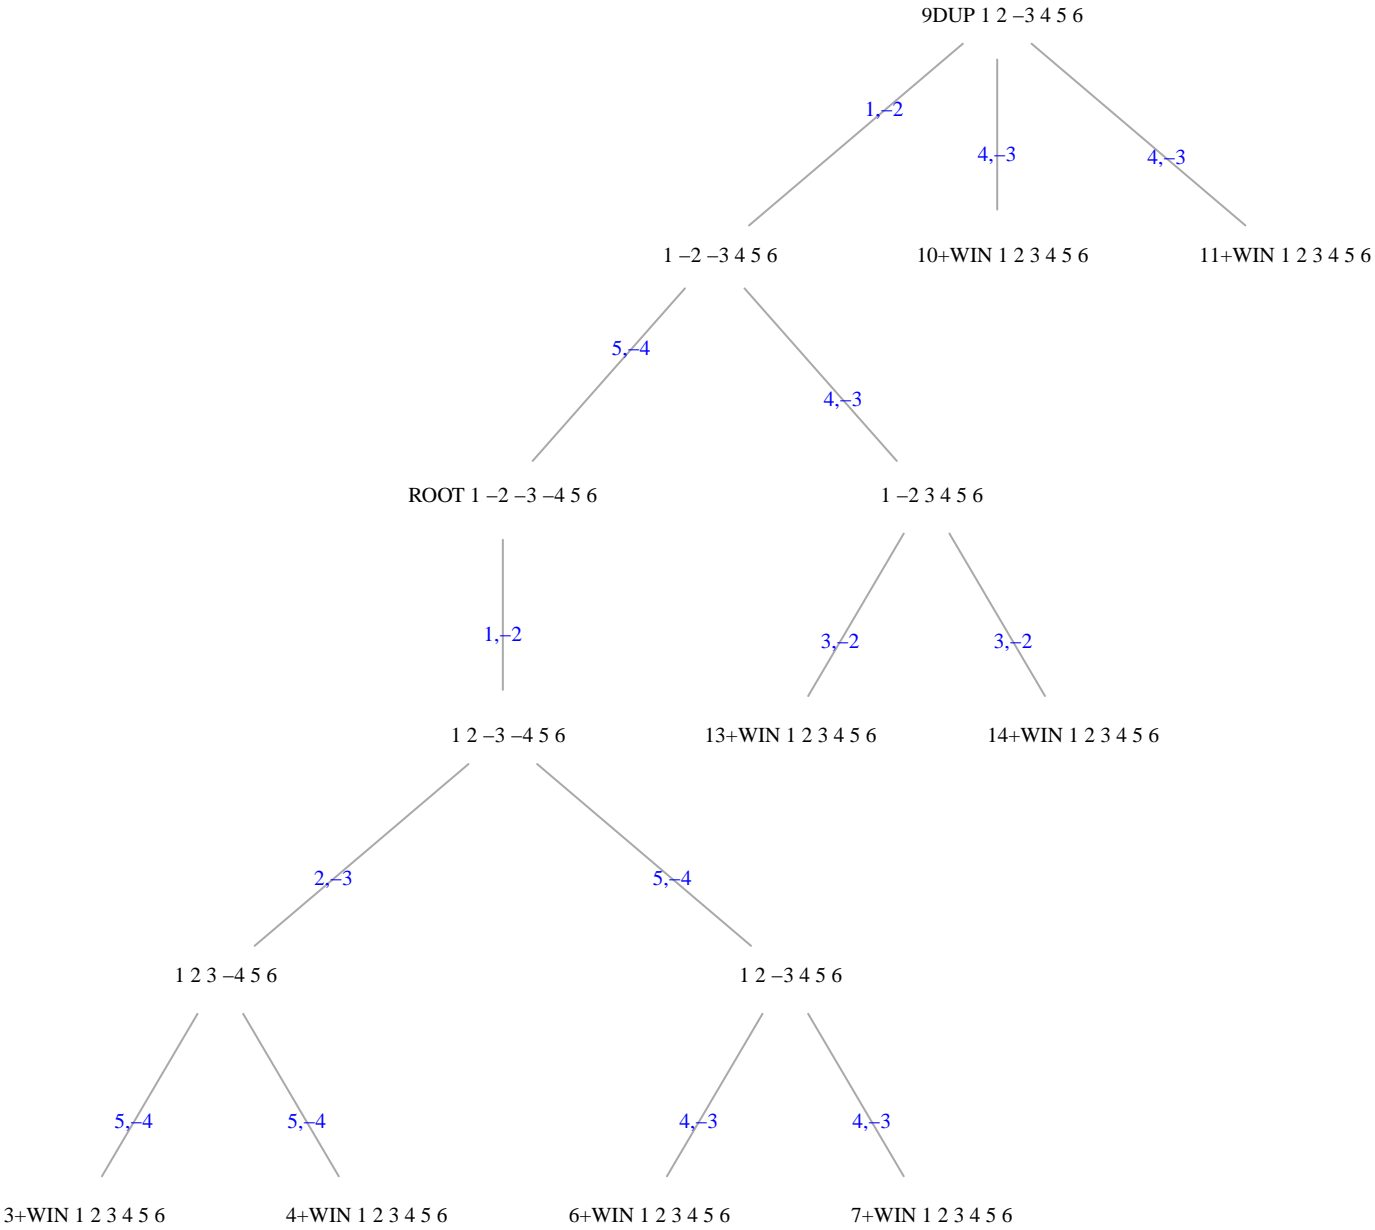 9DUP 1 2 –3 4 5 6
1,–2
4,–3
4,–3
1 –2 –3 4 5 6
10+WIN 1 2 3 4 5 6
11+WIN 1 2 3 4 5 6
5,–4
4,–3
ROOT 1 –2 –3 –4 5 6
1 –2 3 4 5 6
1,–2
3,–2
3,–2
1 2 –3 –4 5 6
13+WIN 1 2 3 4 5 6
14+WIN 1 2 3 4 5 6
2,–3
5,–4
1 2 3 –4 5 6
1 2 –3 4 5 6
5,–4
5,–4
4,–3
4,–3
3+WIN 1 2 3 4 5 6
4+WIN 1 2 3 4 5 6
6+WIN 1 2 3 4 5 6
7+WIN 1 2 3 4 5 6